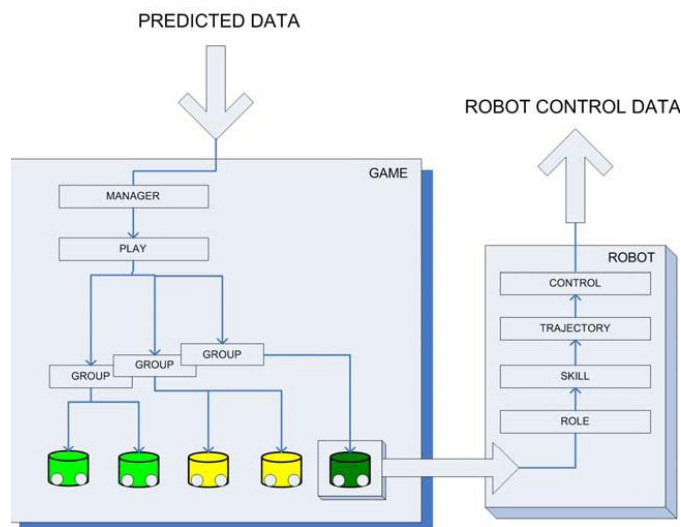 PREDICTED DATA
ROBOT CONTROL DATA
GAME
MANAGER
PLAY
GROUP
GROUP
GROUP
ROBOT
CONTROL
TRAJECTORY
SKILL
ROLE